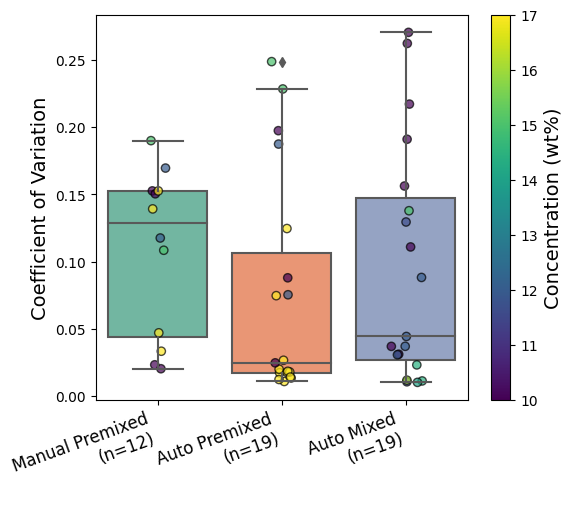 0.25
0.20
0.15
0.10
0.05
0.00
Coefficient of Variation
Manual Premixed
(n=12)
Auto Premixed
(n=19)
Auto Mixed
(n=19)
17
16
15
14
13
12
11
10
Concentration (wt%)